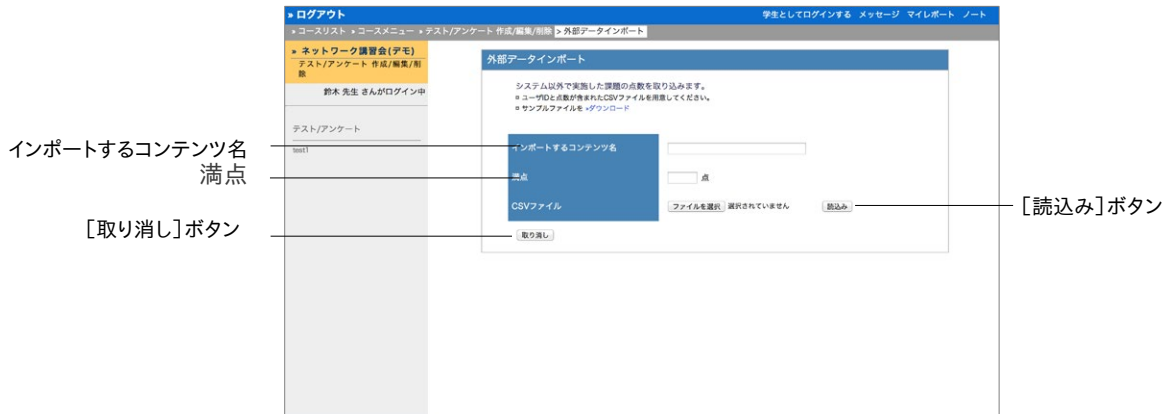 » ログアウト
学生としてログインする メッセージ マイレポート ノート
» コースリスト » コースメニュー » テスト/アンケート 作成/編集/削除 > 外部データインポート
» ネットワーク講習会(デモ)
テスト/アンケート 作成/編集/削
除
鈴木 先生 さんがログイン中
テスト/アンケート
test1
外部データインポート
システム以外で実施した課題の点数を取り込みます。
ユーザIDと点数が含まれたCSVファイルを用意してください。
サンプルファイルを »ダウンロード
インポートするコンテンツ名
満点 点
CSVファイル ファイルを選択 選択されていません 読込み
取り消し
インポートするコンテンツ名
満点
[取り消し]ボタン
[読込み]ボタン